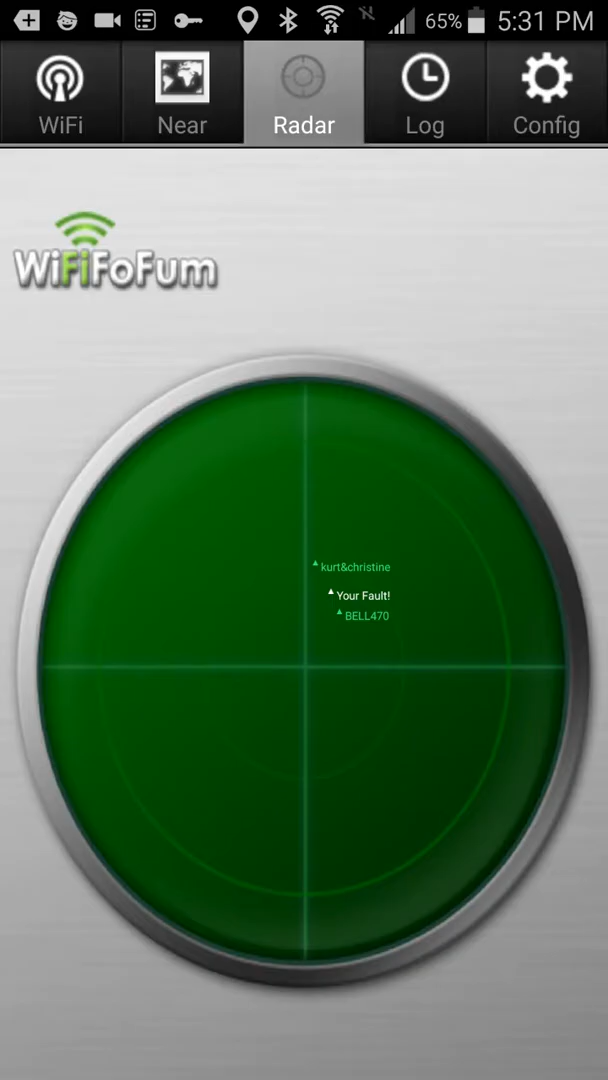 65% 5:31 PM
WiFi Near Radar Log Config
WiFiFoFum
kurt&christine
Your Fault!
BELL470